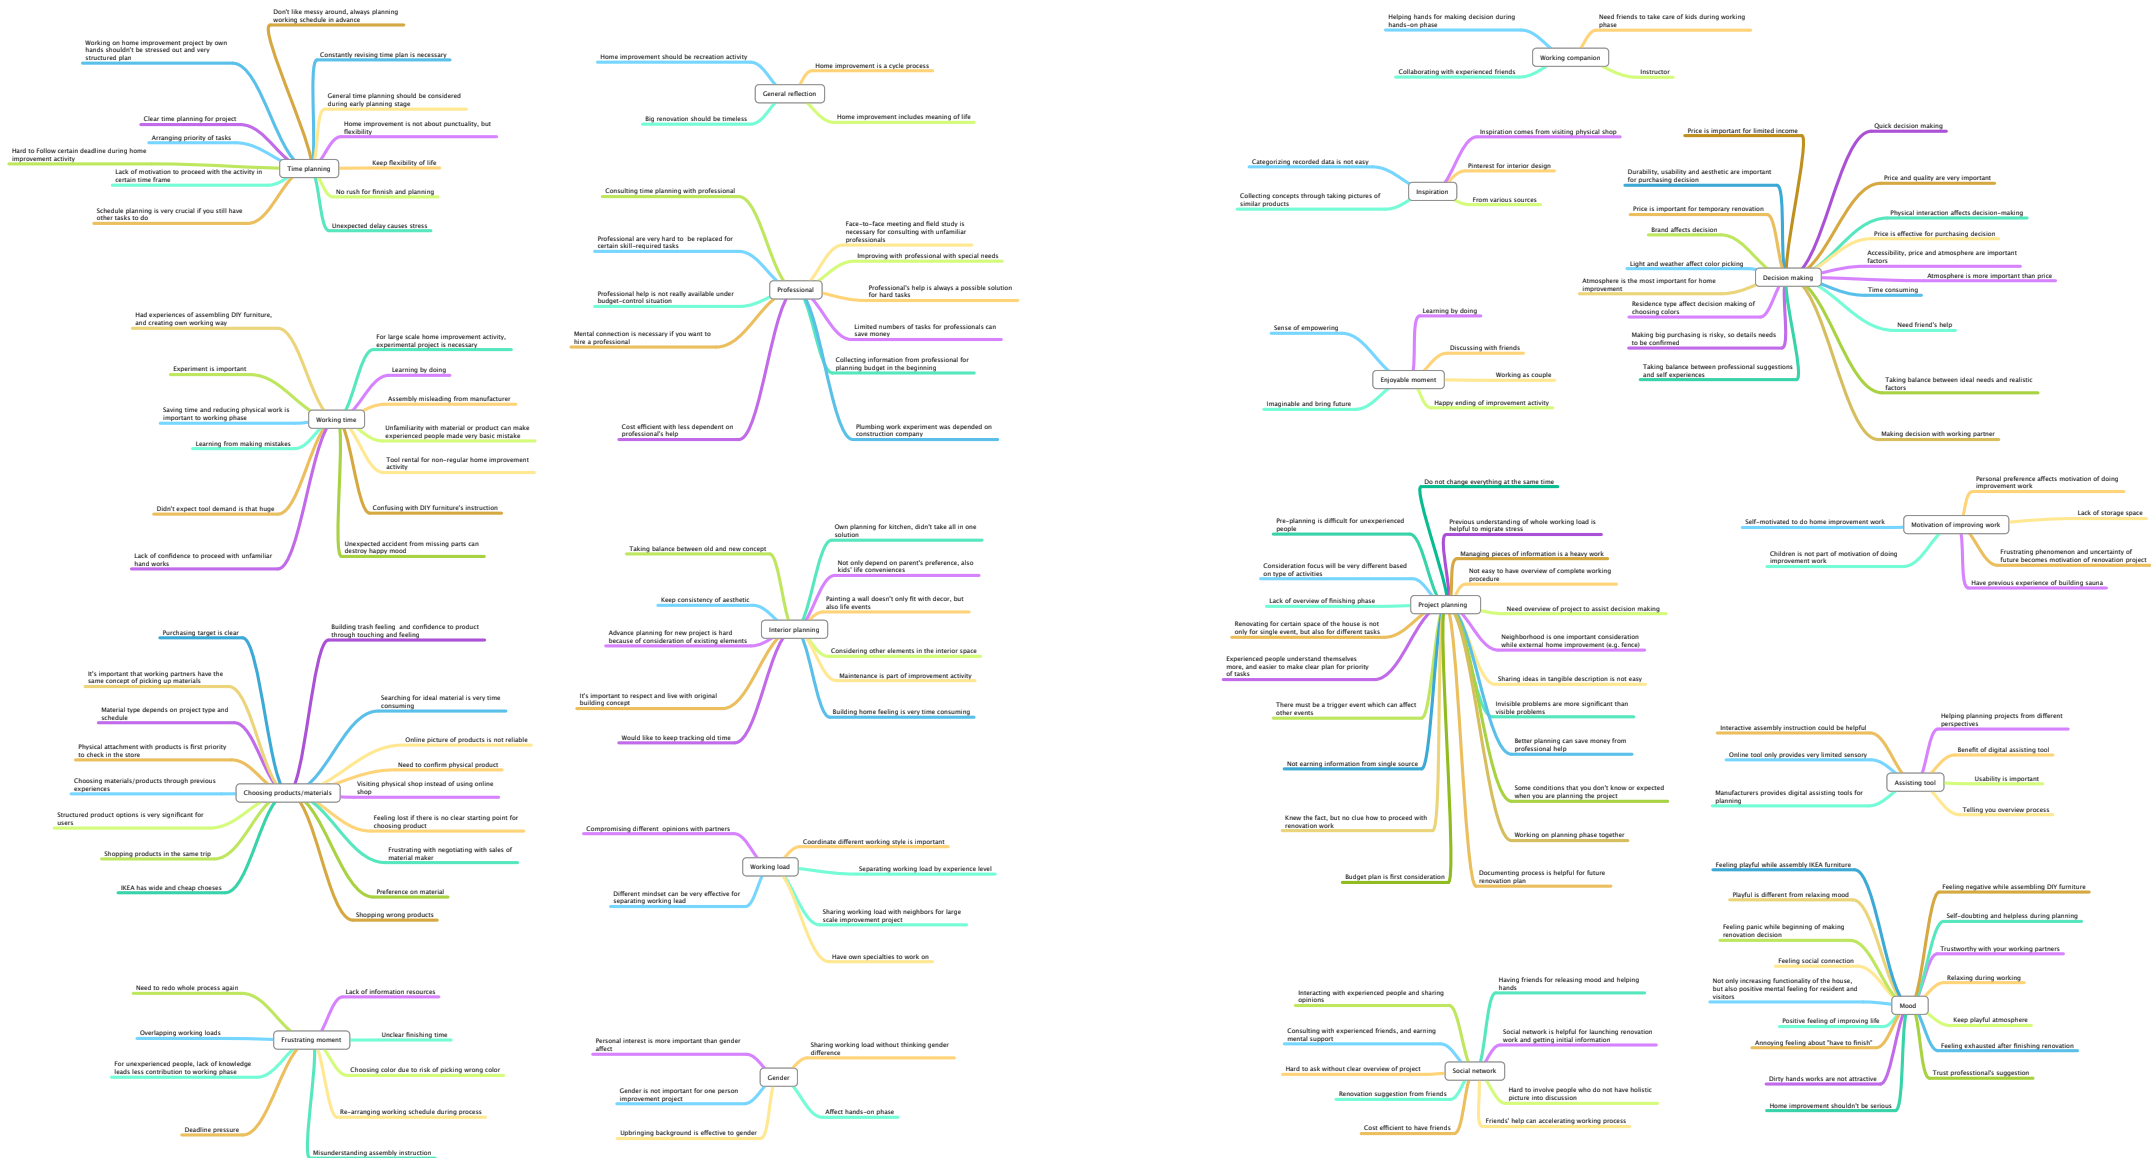 Don't like messy around, always planning
working schedule in advance
Working on home improvement project by own
hands shouldn't be stressed out and very
structured plan
Constantly revising time plan is necessary
General time planning should be considered
during early planning stage
Clear time planning for project
Home improvement is not about punctuality, but
flexibility
Arranging priority of tasks
Hard to Follow certain deadline during home
improvement activity
Time planning
Keep flexibility of life
Lack of motivation to proceed with the activity in
certain time frame
No rush for finnish and planning
Schedule planning is very crucial if you still have
other tasks to do
Unexpected delay causes stress
Home improvement should be recreation activity
Home improvement is a cycle process
General reflection
Big renovation should be timeless
Home improvement includes meaning of life
Consulting time planning with professional
Face-to-face meeting and field study is
necessary for consulting with unfamiliar
professionals
Professional are very hard to  be replaced for
certain skill-required tasks
Improving with professional with special needs
Professional
Professional's help is always a possible solution
for hard tasks
Professional help is not really available under
budget-control situation
Limited numbers of tasks for professionals can
save money
Mental connection is necessary if you want to
hire a professional
Collecting information from professional for
planning budget in the beginning
Cost efficient with less dependent on
professional's help
Plumbing work experiment was depended on
construction company
Had experiences of assembling DIY furniture,
and creating own working way
For large scale home improvement activity,
experimental project is necessary
Experiment is important
Learning by doing
Assembly misleading from manufacturer
Saving time and reducing physical work is
important to working phase
Working time
Unfamiliarity with material or product can make
experienced people made very basic mistake
Learning from making mistakes
Tool rental for non-regular home improvement
activity
Didn't expect tool demand is that huge
Confusing with DIY furniture's instruction
Lack of confidence to proceed with unfamiliar
hand works
Unexpected accident from missing parts can
destroy happy mood
Own planning for kitchen, didn't take all in one
solution
Taking balance between old and new concept
Not only depend on parent's preference, also
kids' life conveniences
Keep consistency of aesthetic
Painting a wall doesn't only fit with decor, but
also life events
Interior planning
Advance planning for new project is hard
because of consideration of existing elements
Considering other elements in the interior space
Maintenance is part of improvement activity
It's important to respect and live with original
building concept
Building home feeling is very time consuming
Would like to keep tracking old time
Purchasing target is clear
Building trash feeling  and confidence to product
through touching and feeling
It's important that working partners have the
same concept of picking up materials
Searching for ideal material is very time
consuming
Material type depends on project type and
schedule
Online picture of products is not reliable
Physical attachment with products is first priority
to check in the store
Need to confirm physical product
Choosing materials/products through previous
experiences
Choosing products/materials
Visiting physical shop instead of using online
shop
Structured product options is very significant for
users
Feeling lost if there is no clear starting point for
choosing product
Shopping products in the same trip
Frustrating with negotiating with sales of
material maker
IKEA has wide and cheap choeses
Preference on material
Shopping wrong products
Compromising different  opinions with partners
Coordinate different working style is important
Working load
Separating working load by experience level
Different mindset can be very effective for
separating working lead
Sharing working load with neighbors for large
scale improvement project
Have own specialties to work on
Need to redo whole process again
Lack of information resources
Overlapping working loads
Unclear finishing time
Frustrating moment
For unexperienced people, lack of knowledge
leads less contribution to working phase
Choosing color due to risk of picking wrong color
Re-arranging working schedule during process
Deadline pressure
Misunderstanding assembly instruction
Personal interest is more important than gender
affect
Sharing working load without thinking gender
difference
Gender
Gender is not important for one person
improvement project
Affect hands-on phase
Upbringing background is effective to gender
Helping hands for making decision during
hands-on phase
Need friends to take care of kids during working
phase
Working companion
Collaborating with experienced friends
Instructor
Inspiration comes from visiting physical shop
Categorizing recorded data is not easy
Pinterest for interior design
Inspiration
Collecting concepts through taking pictures of
similar products
From various sources
Price is important for limited income
Quick decision making
Durability, usability and aesthetic are important
for purchasing decision
Price and quality are very important
Price is important for temporary renovation
Physical interaction affects decision-making
Brand affects decision
Price is effective for purchasing decision
Light and weather affect color picking
Accessibility, price and atmosphere are important
factors
Decision making
Atmosphere is more important than price
Atmosphere is the most important for home
improvement
Time consuming
Residence type affect decision making of
choosing colors
Need friend's help
Making big purchasing is risky, so details needs
to be confirmed
Taking balance between professional suggestions
and self experiences
Taking balance between ideal needs and realistic
factors
Making decision with working partner
Learning by doing
Sense of empowering
Discussing with friends
Enjoyable moment
Working as couple
Imaginable and bring future
Happy ending of improvement activity
Do not change everything at the same time
Pre-planning is difficult for unexperienced
people
Previous understanding of whole working load is
helpful to migrate stress
Managing pieces of information is a heavy work
Consideration focus will be very different based
on type of activities
Not easy to have overview of complete working
procedure
Lack of overview of finishing phase
Project planning
Need overview of project to assist decision making
Renovating for certain space of the house is not
only for single event, but also for different tasks
Neighborhood is one important consideration
while external home improvement (e.g. fence)
Experienced people understand themselves
more, and easier to make clear plan for priority
of tasks
Sharing ideas in tangible description is not easy
There must be a trigger event which can affect
other events
Invisible problems are more significant than
visible problems
Better planning can save money from
professional help
Not earning information from single source
Some conditions that you don't know or expected
when you are planning the project
Knew the fact, but no clue how to proceed with
renovation work
Working on planning phase together
Budget plan is first consideration
Documenting process is helpful for future
renovation plan
Personal preference affects motivation of doing
improvement work
Self-motivated to do home improvement work
Motivation of improving work
Lack of storage space
Children is not part of motivation of doing
improvement work
Frustrating phenomenon and uncertainty of
future becomes motivation of renovation project
Have previous experience of building sauna
Helping planning projects from different
perspectives
Interactive assembly instruction could be helpful
Benefit of digital assisting tool
Online tool only provides very limited sensory
Assisting tool
Usability is important
Manufacturers provides digital assisting tools for
planning
Telling you overview process
Feeling playful while assembly IKEA furniture
Feeling negative while assembling DIY furniture
Playful is different from relaxing mood
Self-doubting and helpless during planning
Feeling panic while beginning of making
renovation decision
Trustworthy with your working partners
Feeling social connection
Relaxing during working
Not only increasing functionality of the house,
but also positive mental feeling for resident and
visitors
Mood
Positive feeling of improving life
Keep playful atmosphere
Annoying feeling about "have to finish"
Feeling exhausted after finishing renovation
Dirty hands works are not attractive
Trust professional's suggestion
Home improvement shouldn't be serious
Having friends for releasing mood and helping
hands
Interacting with experienced people and sharing
opinions
Consulting with experienced friends, and earning
mental support
Social network is helpful for launching renovation
work and getting initial information
Hard to ask without clear overview of project
Social network
Renovation suggestion from friends
Hard to involve people who do not have holistic
picture into discussion
Cost efficient to have friends
Friends' help can accelerating working process